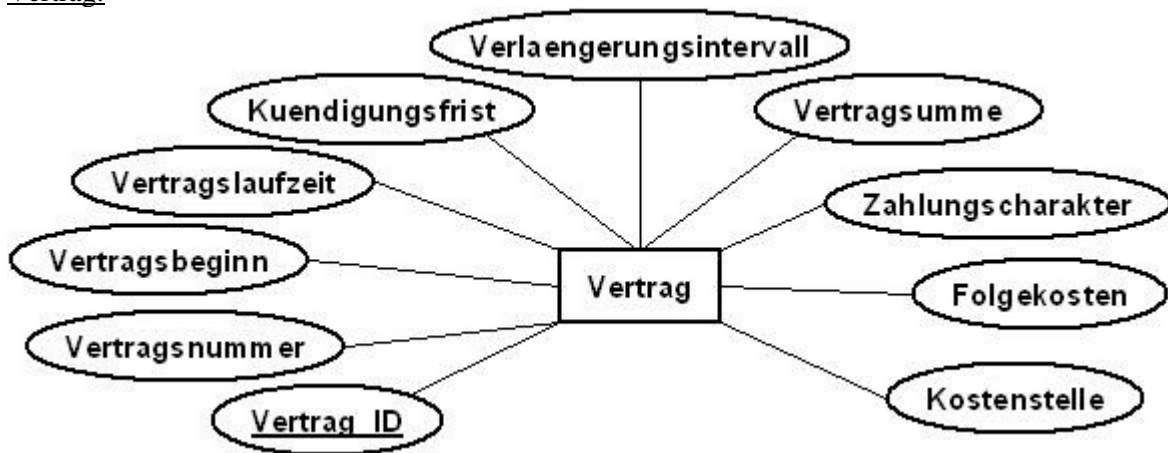 Vertrag:
Verlaengerungsintervall
Kuendigungsfrist
Vertragsumme
Vertragslaufzeit
Zahlungscharakter
Vertragsbeginn
Vertrag
Folgekosten
Vertragsnummer
Vertrag_ID
Kostenstelle